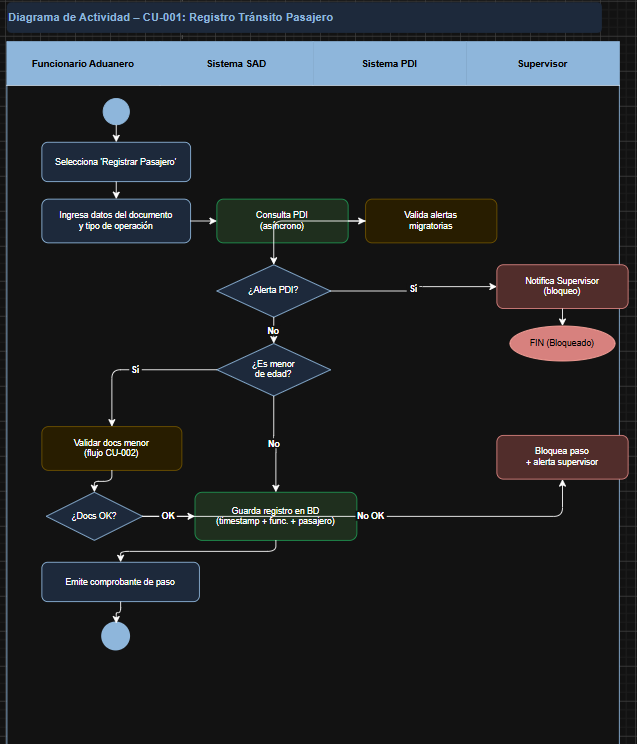 Diagrama de Actividad – CU-001: Registro Tránsito Pasajero
Funcionario Aduanero
Sistema SAD
Sistema PDI
Supervisor
Selecciona 'Registrar Pasajero'
Ingresa datos del documento
y tipo de operación
Consulta PDI
(asíncrono)
Valida alertas
migratorias
¿Alerta PDI?
Sí
Notifica Supervisor
(bloqueo)
No
FIN (Bloqueado)
¿Es menor
de edad?
Sí
Validar docs menor
(flujo CU-002)
No
Bloquea paso
+ alerta supervisor
¿Docs OK?
OK
Guarda registro en BD
(timestamp + func. + pasajero)
No OK
Emite comprobante de paso